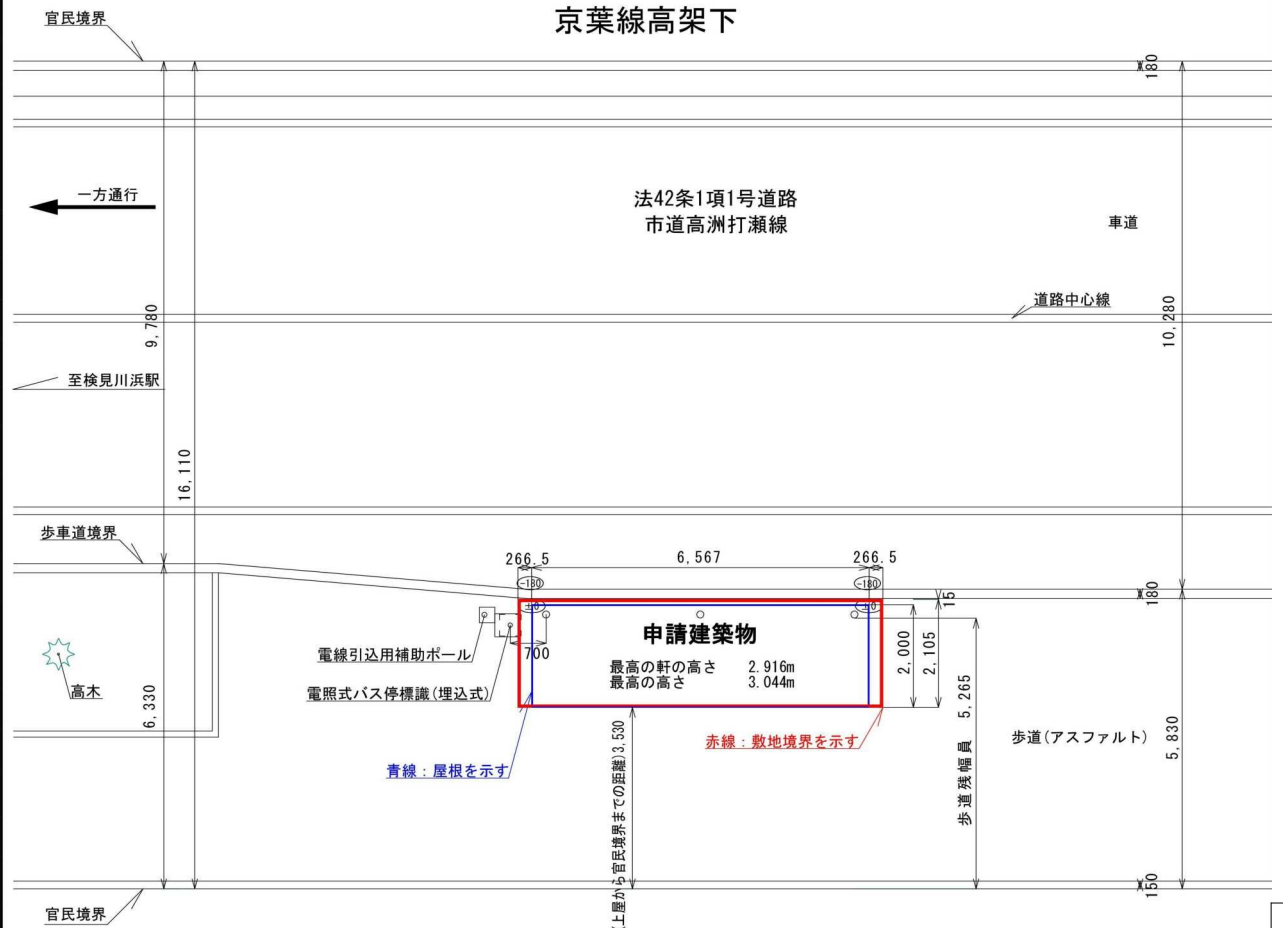 京葉線高架下
官民境界
180
一方通行
法42条1項1号道路
市道高洲打瀬線
車道
道路中心線
9,780
10,280
至検見川浜駅
16,110
歩車道境界
266.5
6,567
266.5
-180
-180
±0
±0
15
180
申請建築物
最高の軒の高さ 2.916m
最高の高さ 3.044m
電線引込用補助ポール
700
電照式バス停標識(埋込式)
2,000
2,105
高木
6,330
歩道残幅員 5,265
歩道(アスファルト)
5,830
赤線:敷地境界を示す
青線:屋根を示す
(上屋から官民境界までの距離)3,530
150
官民境界